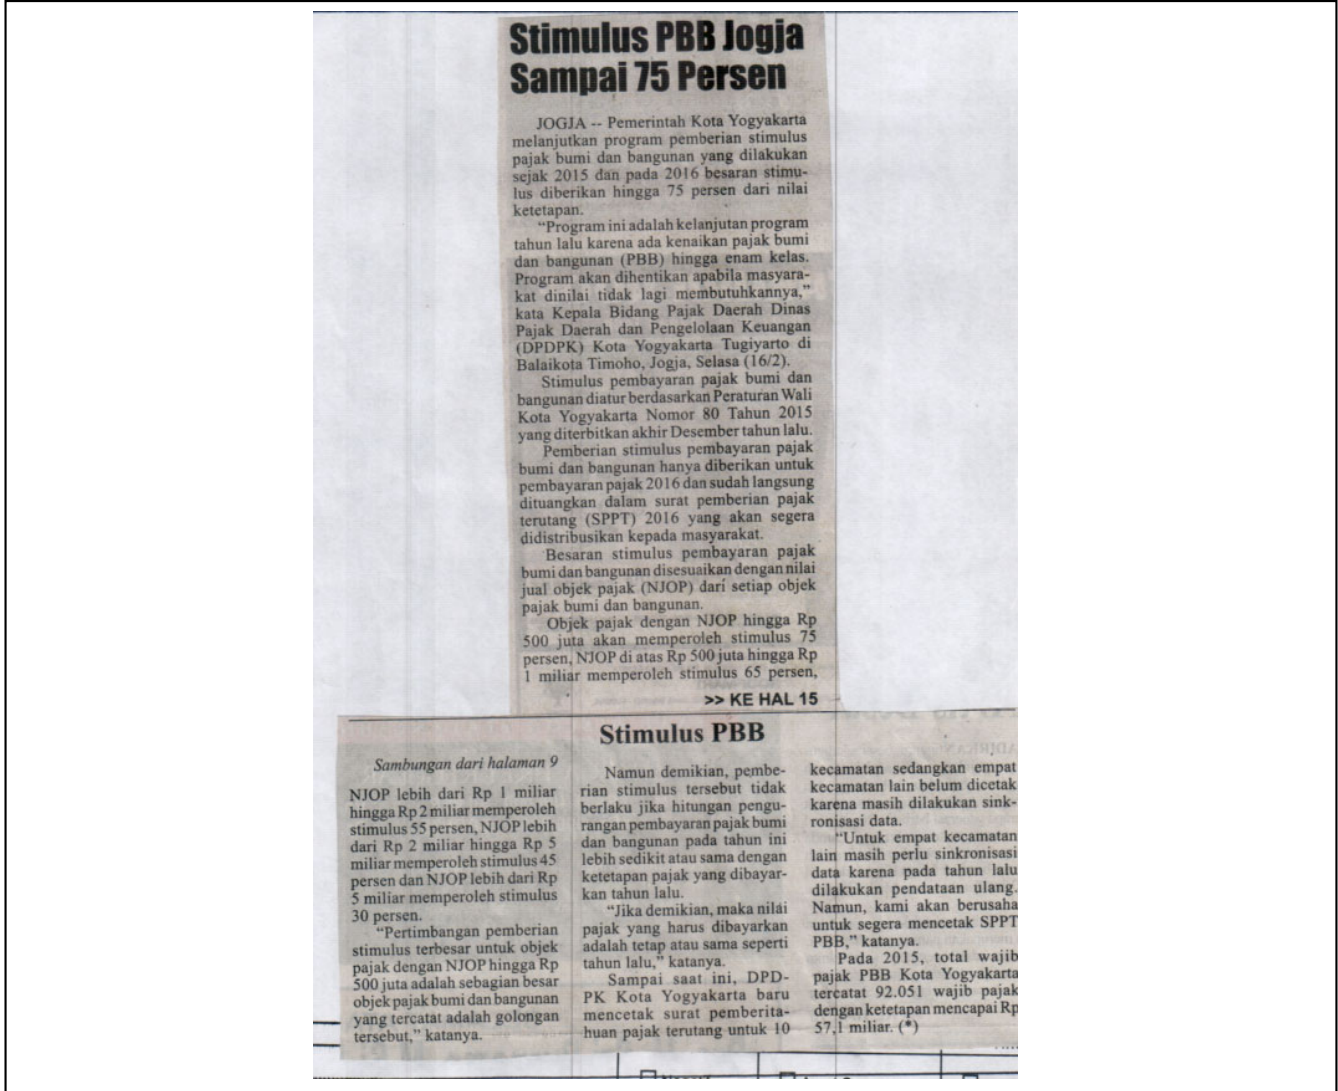 Stimulus PBB Jogja
Sampai 75 Persen
JOGJA -- Pemerintah Kota Yogyakarta
melanjutkan program pemberian stimulus
pajak bumi dan bangunan yang dilakukan
sejak 2015 dan pada 2016 besaran stimu-
lus diberikan hingga 75 persen dari nilai
ketetapan.
“Program ini adalah kelanjutan program
tahun lalu karena ada kenaikan pajak bumi
dan bangunan (PBB) hingga enam kelas.
Program akan dihentikan apabila masyara-
kat dinilai tidak lagi membutuhkannya,”
kata Kepala Bidang Pajak Daerah Dinas
Pajak Daerah dan Pengelolaan Keuangan
(DPDPK) Kota Yogyakarta Tugiyarto di
Balaikota Timoho, Jogja, Selasa (16/2).
Stimulus pembayaran pajak bumi dan
bangunan diatur berdasarkan Peraturan Wali
Kota Yogyakarta Nomor 80 Tahun 2015
yang diterbitkan akhir Desember tahun lalu.
Pemberian stimulus pembayaran pajak
bumi dan bangunan hanya diberikan untuk
pembayaran pajak 2016 dan sudah langsung
dituangkan dalam surat pemberian pajak
terutang (SPPT) 2016 yang akan segera
didistribusikan kepada masyarakat.
Besaran stimulus pembayaran pajak
bumi dan bangunan disesuaikan dengan nilai
jual objek pajak (NJOP) dari setiap objek
pajak bumi dan bangunan.
Objek pajak dengan NJOP hingga Rp
500 juta akan memperoleh stimulus 75
persen, NJOP di atas Rp 500 juta hingga Rp
1 miliar memperoleh stimulus 65 persen,
>> KE HAL 15
Stimulus PBB
Sambungan dari halaman 9
NJOP lebih dari Rp 1 miliar
hingga Rp 2 miliar memperoleh
stimulus 55 persen, NJOP lebih
dari Rp 2 miliar hingga Rp 5
miliar memperoleh stimulus 45
persen dan NJOP lebih dari Rp
5 miliar memperoleh stimulus
30 persen.
“Pertimbangan pemberian
stimulus terbesar untuk objek
pajak dengan NJOP hingga Rp
500 juta adalah sebagian besar
objek pajak bumi dan bangunan
yang tercatat adalah golongan
tersebut,” katanya.
Namun demikian, pembe-
rian stimulus tersebut tidak
berlaku jika hitungan pengu-
rangan pembayaran pajak bumi
dan bangunan pada tahun ini
lebih sedikit atau sama dengan
ketetapan pajak yang dibayar-
kan tahun lalu.
“Jika demikian, maka nilai
pajak yang harus dibayarkan
adalah tetap atau sama seperti
tahun lalu,” katanya.
Sampai saat ini, DPD-
PK Kota Yogyakarta baru
mencetak surat pemberita-
huan pajak terutang untuk 10
kecamatan sedangkan empat
kecamatan lain belum dicetak
karena masih dilakukan sink-
ronisasi data.
“Untuk empat kecamatan
lain masih perlu sinkronisasi
data karena pada tahun lalu
dilakukan pendataan ulang.
Namun, kami akan berusaha
untuk segera mencetak SPPT
PBB,” katanya.
Pada 2015, total wajib
pajak PBB Kota Yogyakarta
tercatat 92.051 wajib pajak
dengan ketetapan mencapai Rp
57,1 miliar. (*)